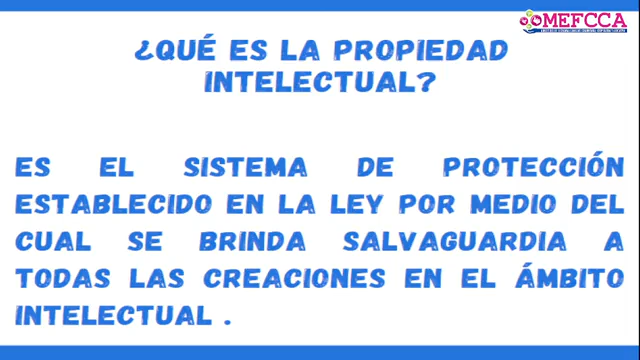 MEFCCA
¿QUÉ ES LA PROPIEDAD
INTELECTUAL?
ES EL SISTEMA DE PROTECCIÓN
ESTABLECIDO EN LA LEY POR MEDIO DEL
CUAL SE BRINDA SALVAGUARDIA A
TODAS LAS CREACIONES EN EL ÁMBITO
INTELECTUAL .